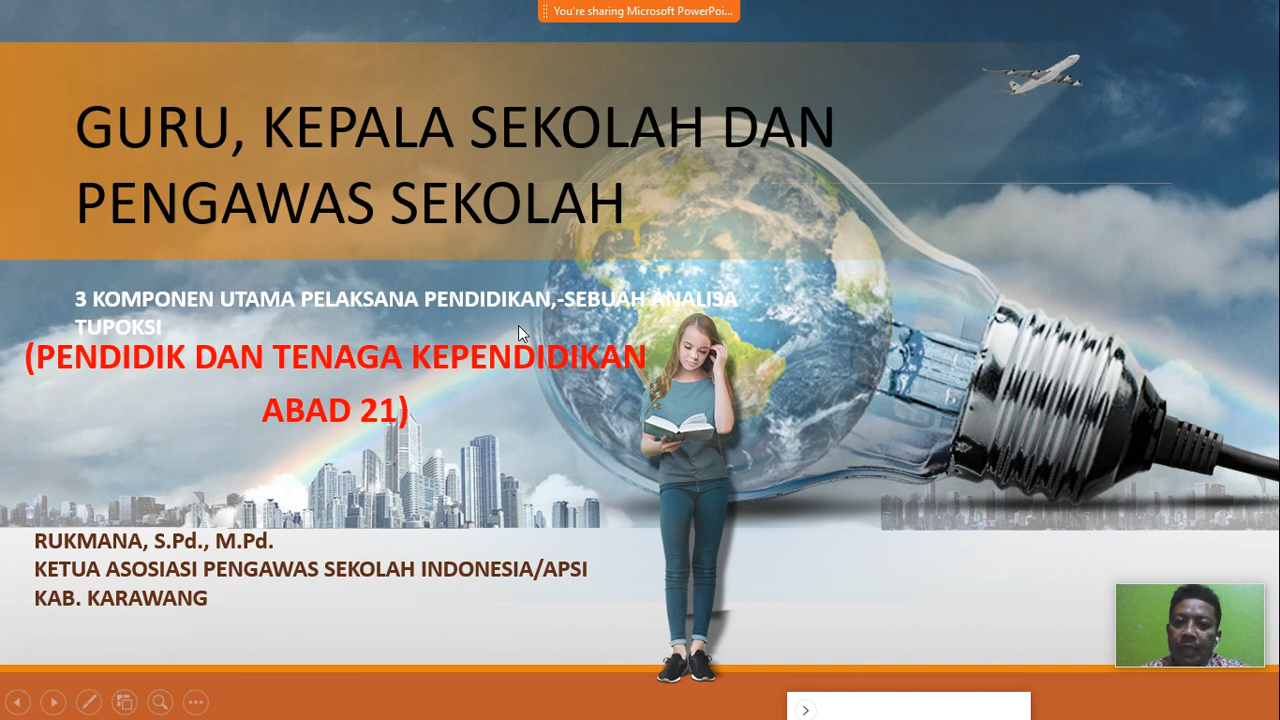 You're sharing Microsoft PowerPoi...
GURU, KEPALA SEKOLAH DAN
PENGAWAS SEKOLAH
3 KOMPONEN UTAMA PELAKSANA PENDIDIKAN,-SEBUAH ANALISA
TUPOKSI
(PENDIDIK DAN TENAGA KEPENDIDIKAN
ABAD 21)
RUKMANA, S.Pd., M.Pd.
KETUA ASOSIASI PENGAWAS SEKOLAH INDONESIA/APSI
KAB. KARAWANG